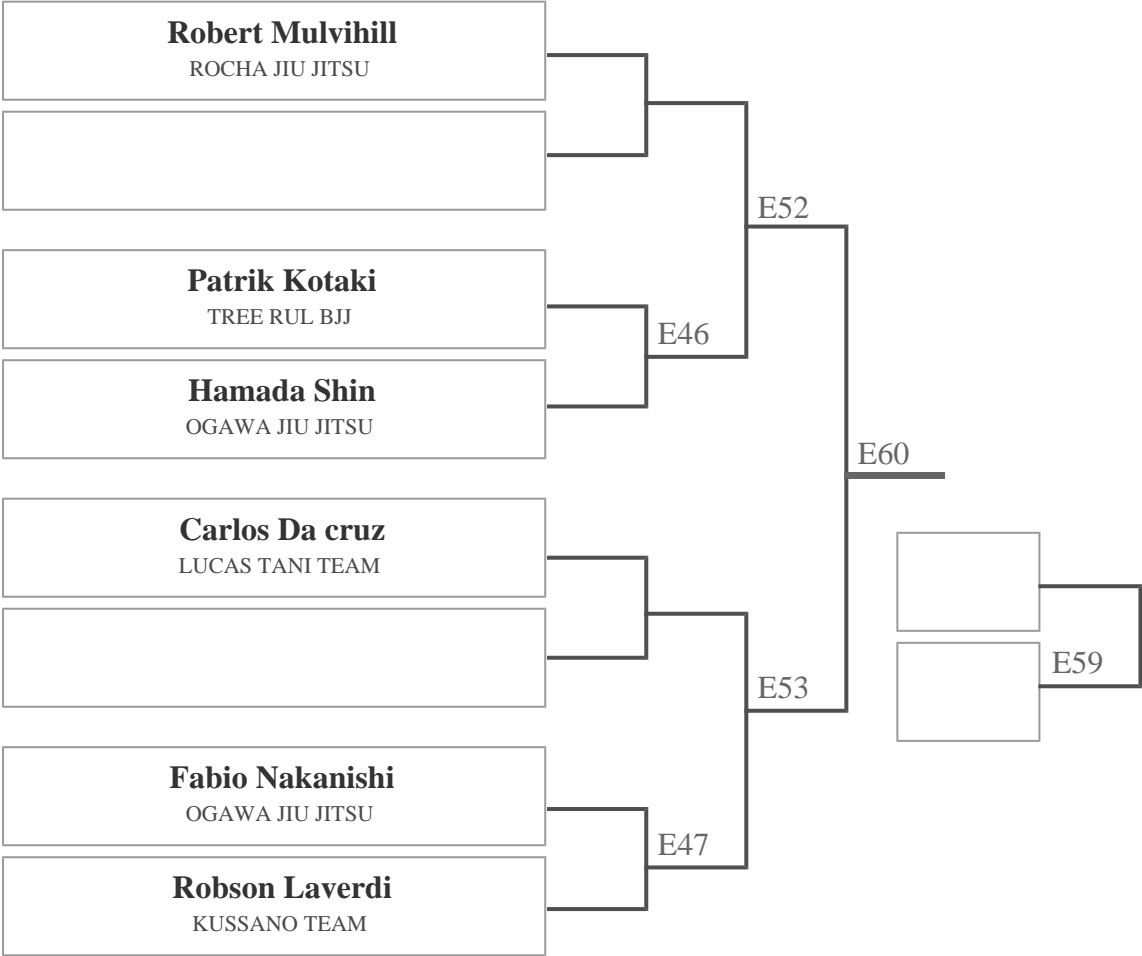 Robert Mulvihill
ROCHA JIU JITSU
E52
Patrik Kotaki
TREE RUL BJJ
E46
Hamada Shin
OGAWA JIU JITSU
E60
Carlos Da cruz
LUCAS TANI TEAM
E59
E53
Fabio Nakanishi
OGAWA JIU JITSU
E47
Robson Laverdi
KUSSANO TEAM